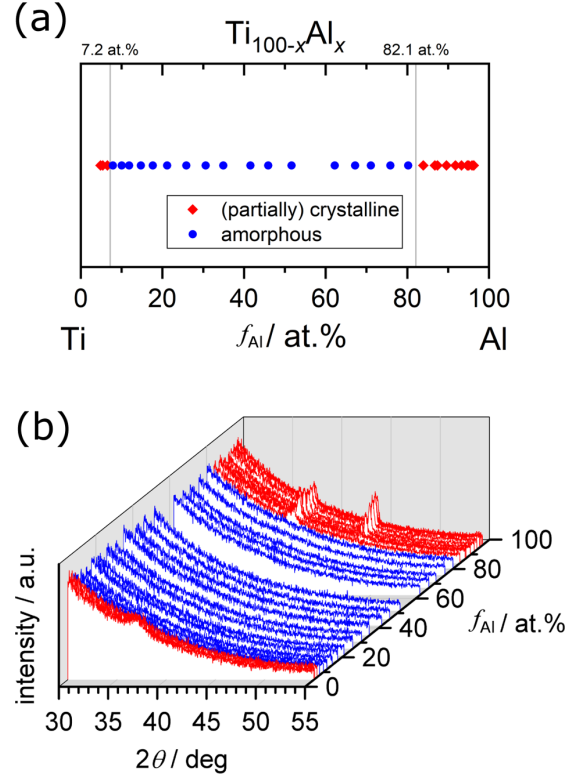 (a)
Ti100-xAlx
7.2 at.% 82.1 at.%
(partially) crystalline
amorphous
0 20 40 60 80 100
Ti fAl / at.% Al
(b)
intensity / a.u.
100
80
60
40
20
0
fAl / at.%
30 35 40 45 50 55
2θ / deg